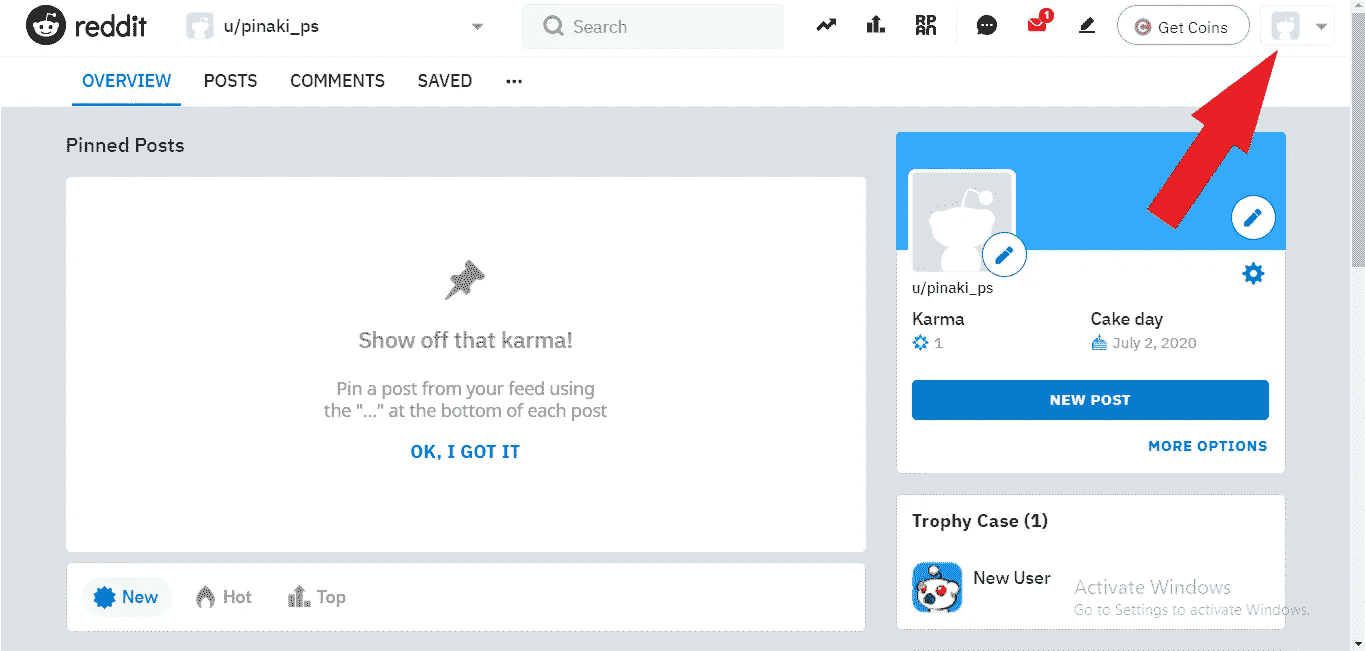 reddit
u/pinaki_ps
Search
1
Get Coins
OVERVIEW
POSTS
COMMENTS
SAVED
Pinned Posts
Show off that karma!
Pin a post from your feed using
the "..." at the bottom of each post
OK, I GOT IT
New
Hot
Top
u/pinaki_ps
Karma
Cake day
1
July 2, 2020
NEW POST
MORE OPTIONS
Trophy Case (1)
New User
Activate Windows
Go to Settings to activate Windows.